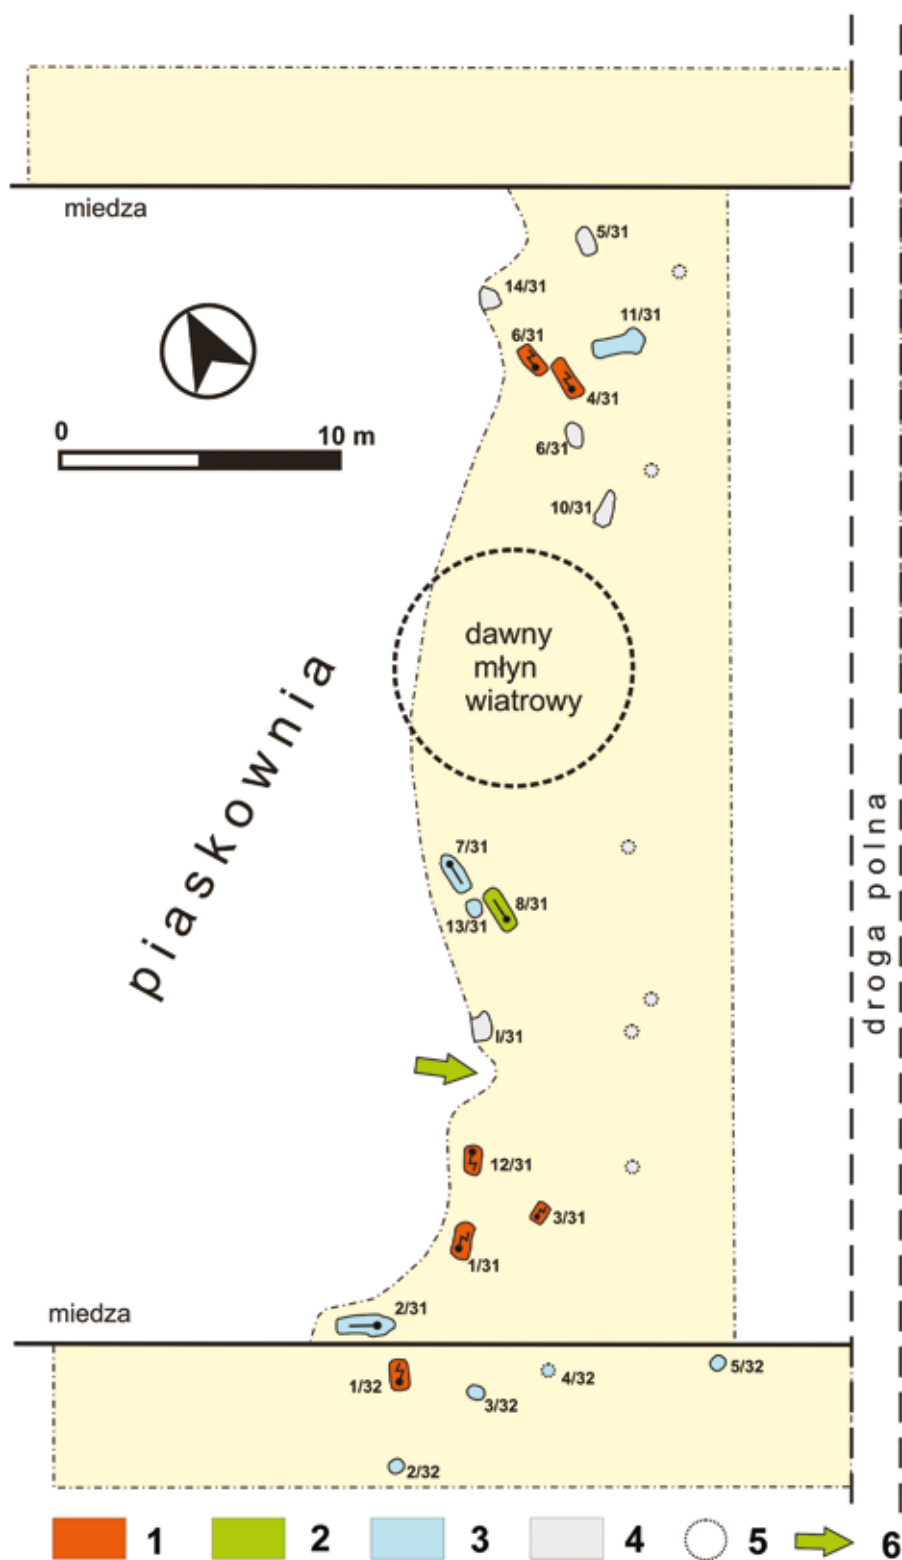 miedza
5/31
14/31
11/31
6/31
4/31
0 10 m
6/31
10/31
dawny
młyn
wiatrowy
piaskownia
droga polna
7/31
8/31
13/31
I/31
12/31
3/31
1/31
miedza
2/31
5/32
4/32
1/32
3/32
2/32
1 2 3 4 5 6